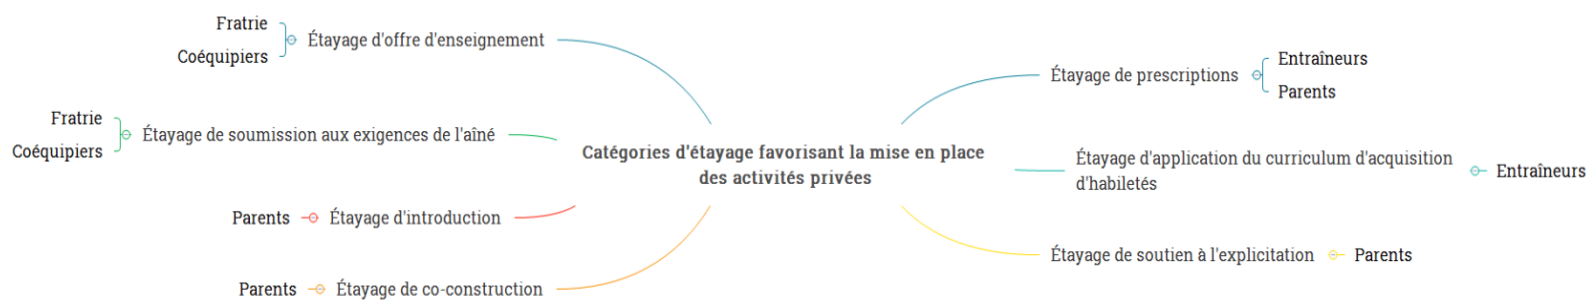 Fratrie
Coéquipiers
Étayage d'offre d'enseignement
Fratrie
Coéquipiers
Étayage de soumission aux exigences de l'aîné
Parents
Étayage d'introduction
Parents
Étayage de co-construction
Catégories d'étayage favorisant la mise en place
des activités privées
Étayage de prescriptions
Entraîneurs
Parents
Étayage d'application du curriculum d'acquisition
d'habiletés
Entraîneurs
Étayage de soutien à l'explicitation
Parents